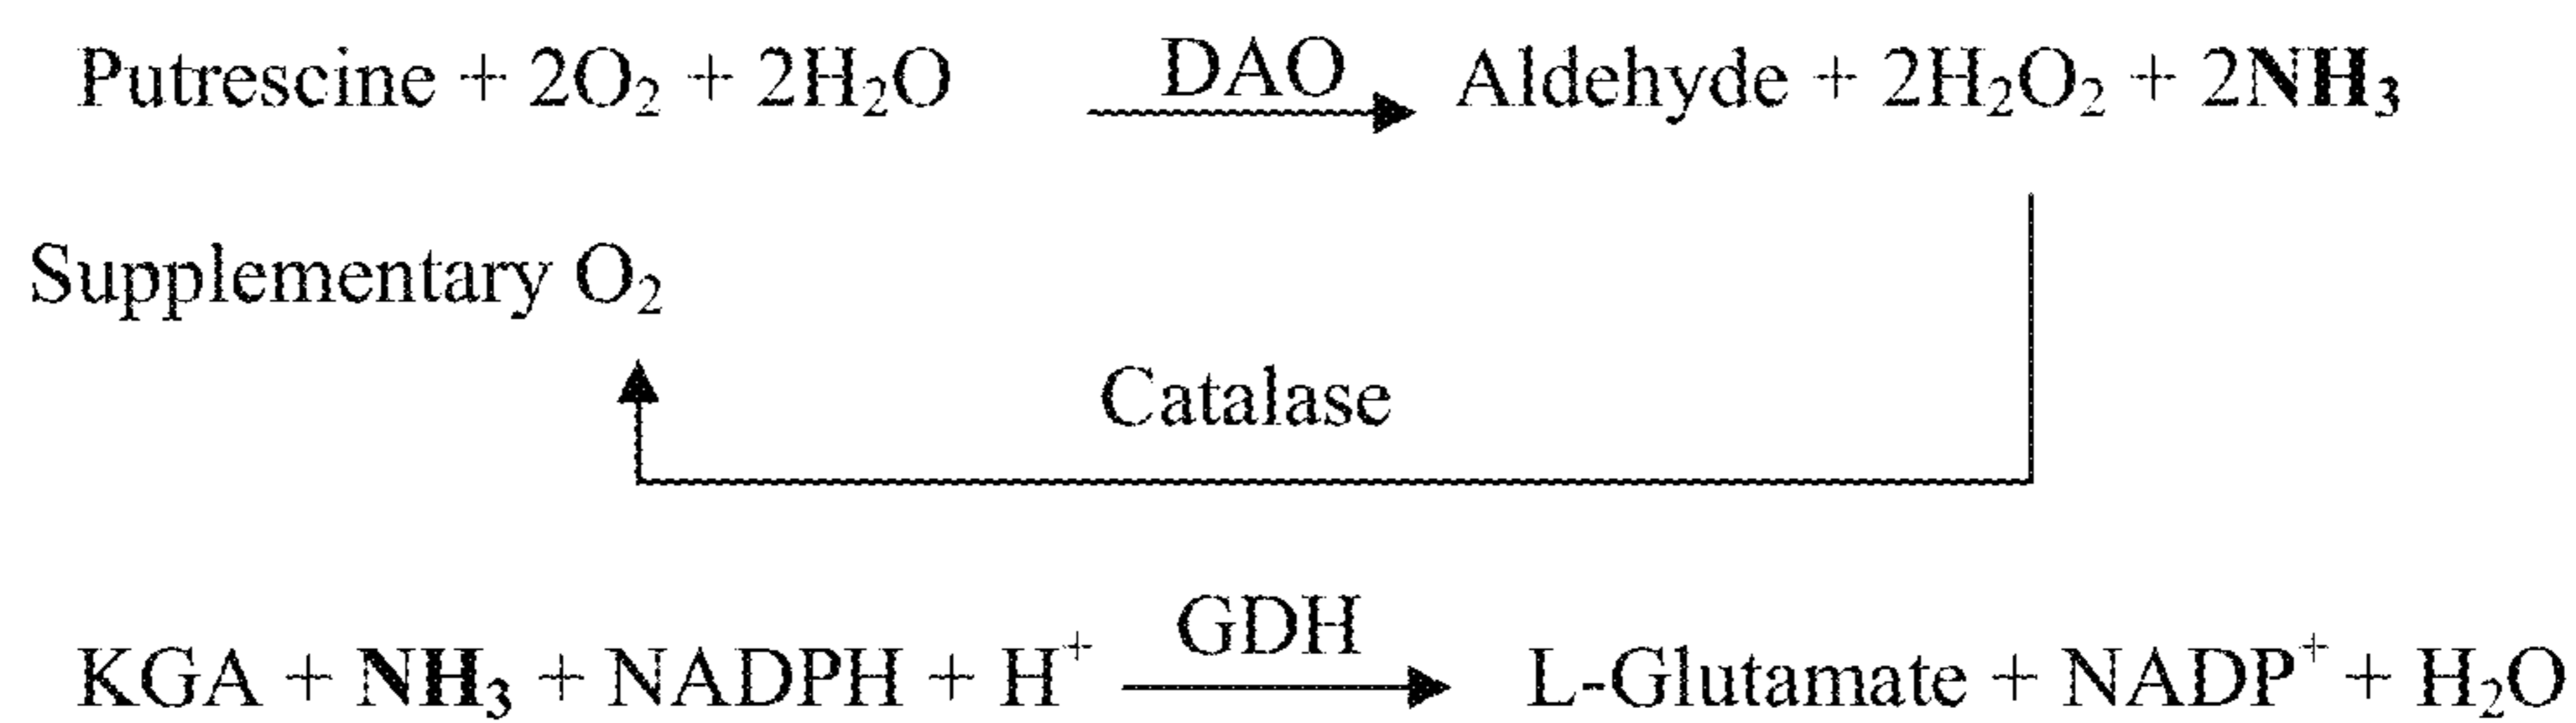 Putrescine + 2O₂ + 2H₂O DAO Aldehyde + 2H₂O₂ + 2NH₃
Supplementary O₂
Catalase
KGA + NH₃ + NADPH + H⁺ GDH L-Glutamate + NADP⁺ + H₂O